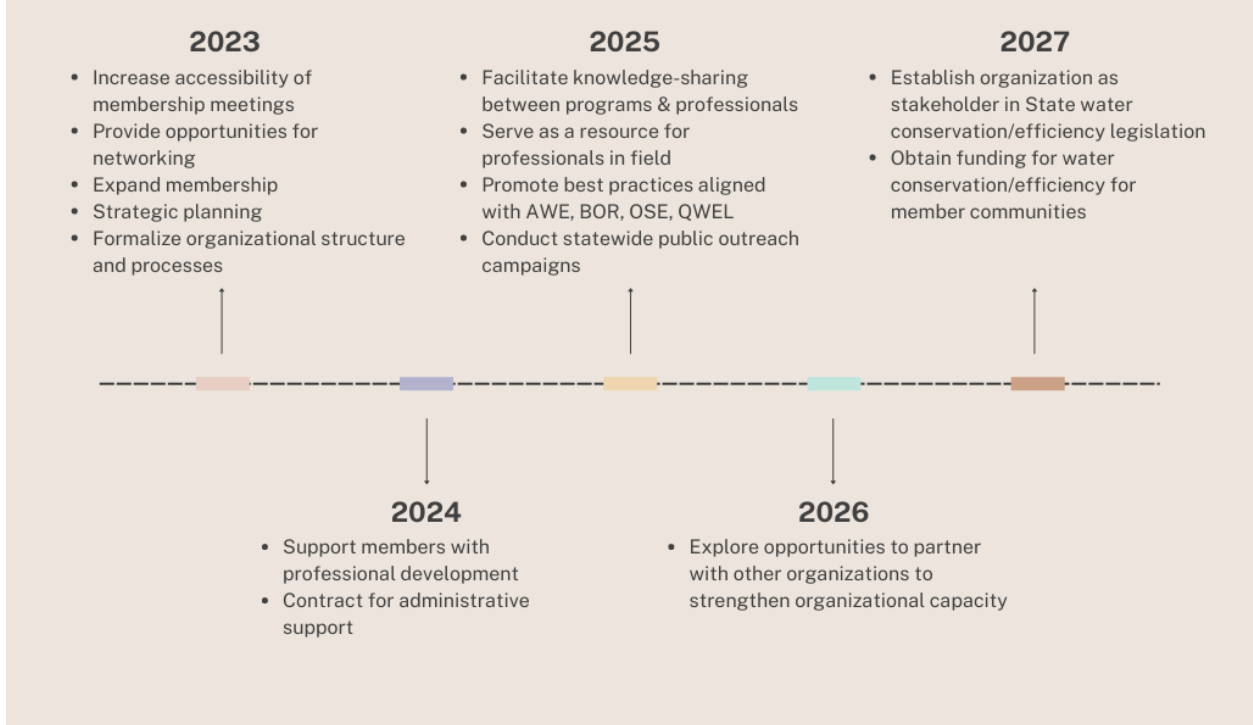 2023
• Increase accessibility of
membership meetings
• Provide opportunities for
networking
• Expand membership
• Strategic planning
• Formalize organizational structure
and processes
2025
• Facilitate knowledge-sharing
between programs & professionals
• Serve as a resource for
professionals in field
• Promote best practices aligned
with AWE, BOR, OSE, QWEL
• Conduct statewide public outreach
campaigns
2027
• Establish organization as
stakeholder in State water
conservation/efficiency legislation
• Obtain funding for water
conservation/efficiency for
member communities
2024
• Support members with
professional development
• Contract for administrative
support
2026
• Explore opportunities to partner
with other organizations to
strengthen organizational capacity